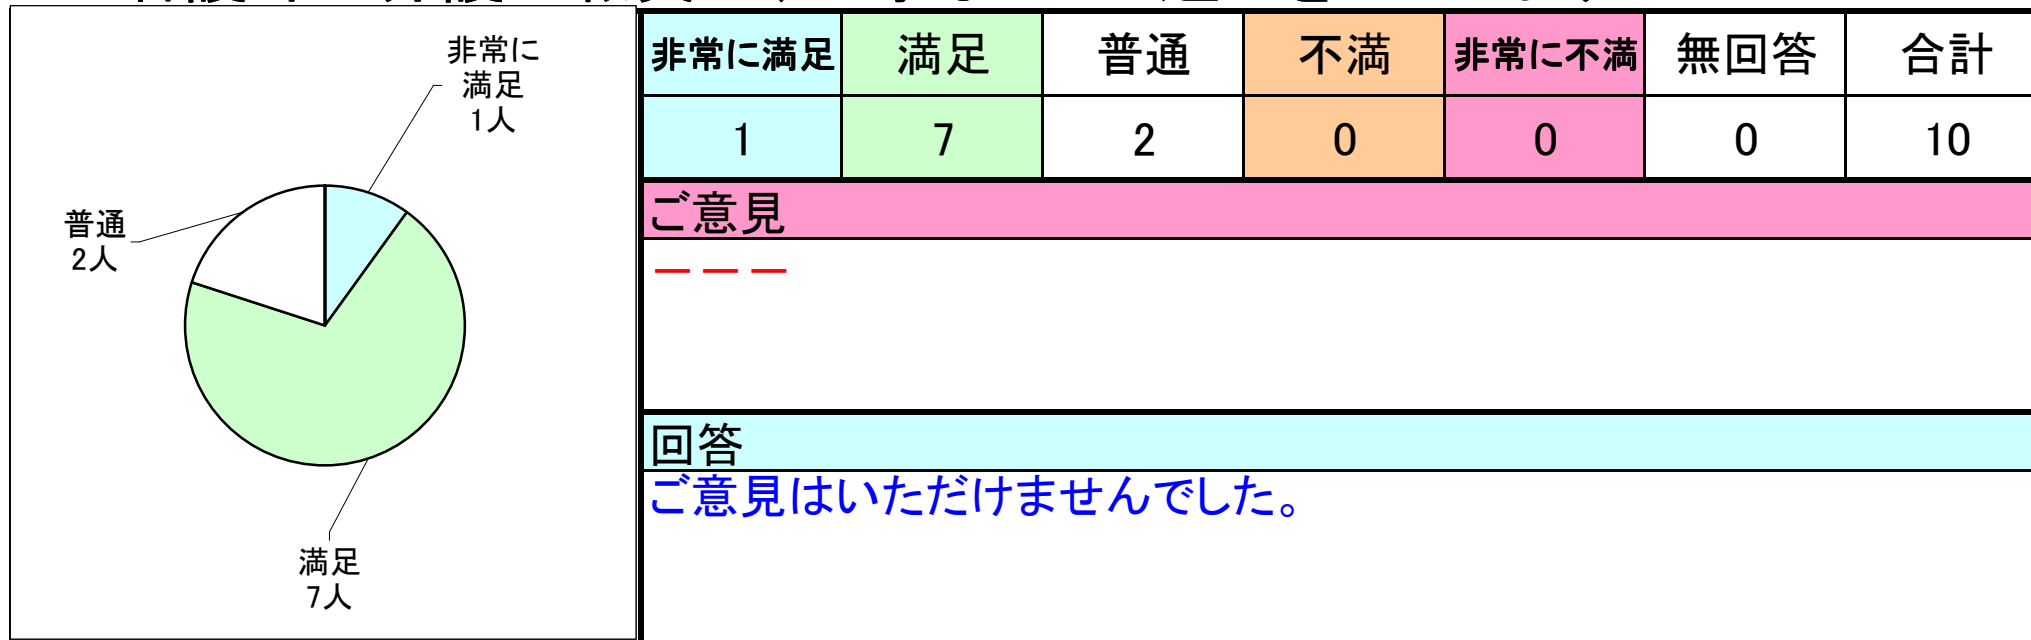 非常に
満足
1人
普通
2人
満足
7人
非常に満足 満足 普通 不満 非常に不満 無回答 合計
1 7 2 0 0 0 10
ご意見
ーーー
回答
ご意見はいただけませんでした。